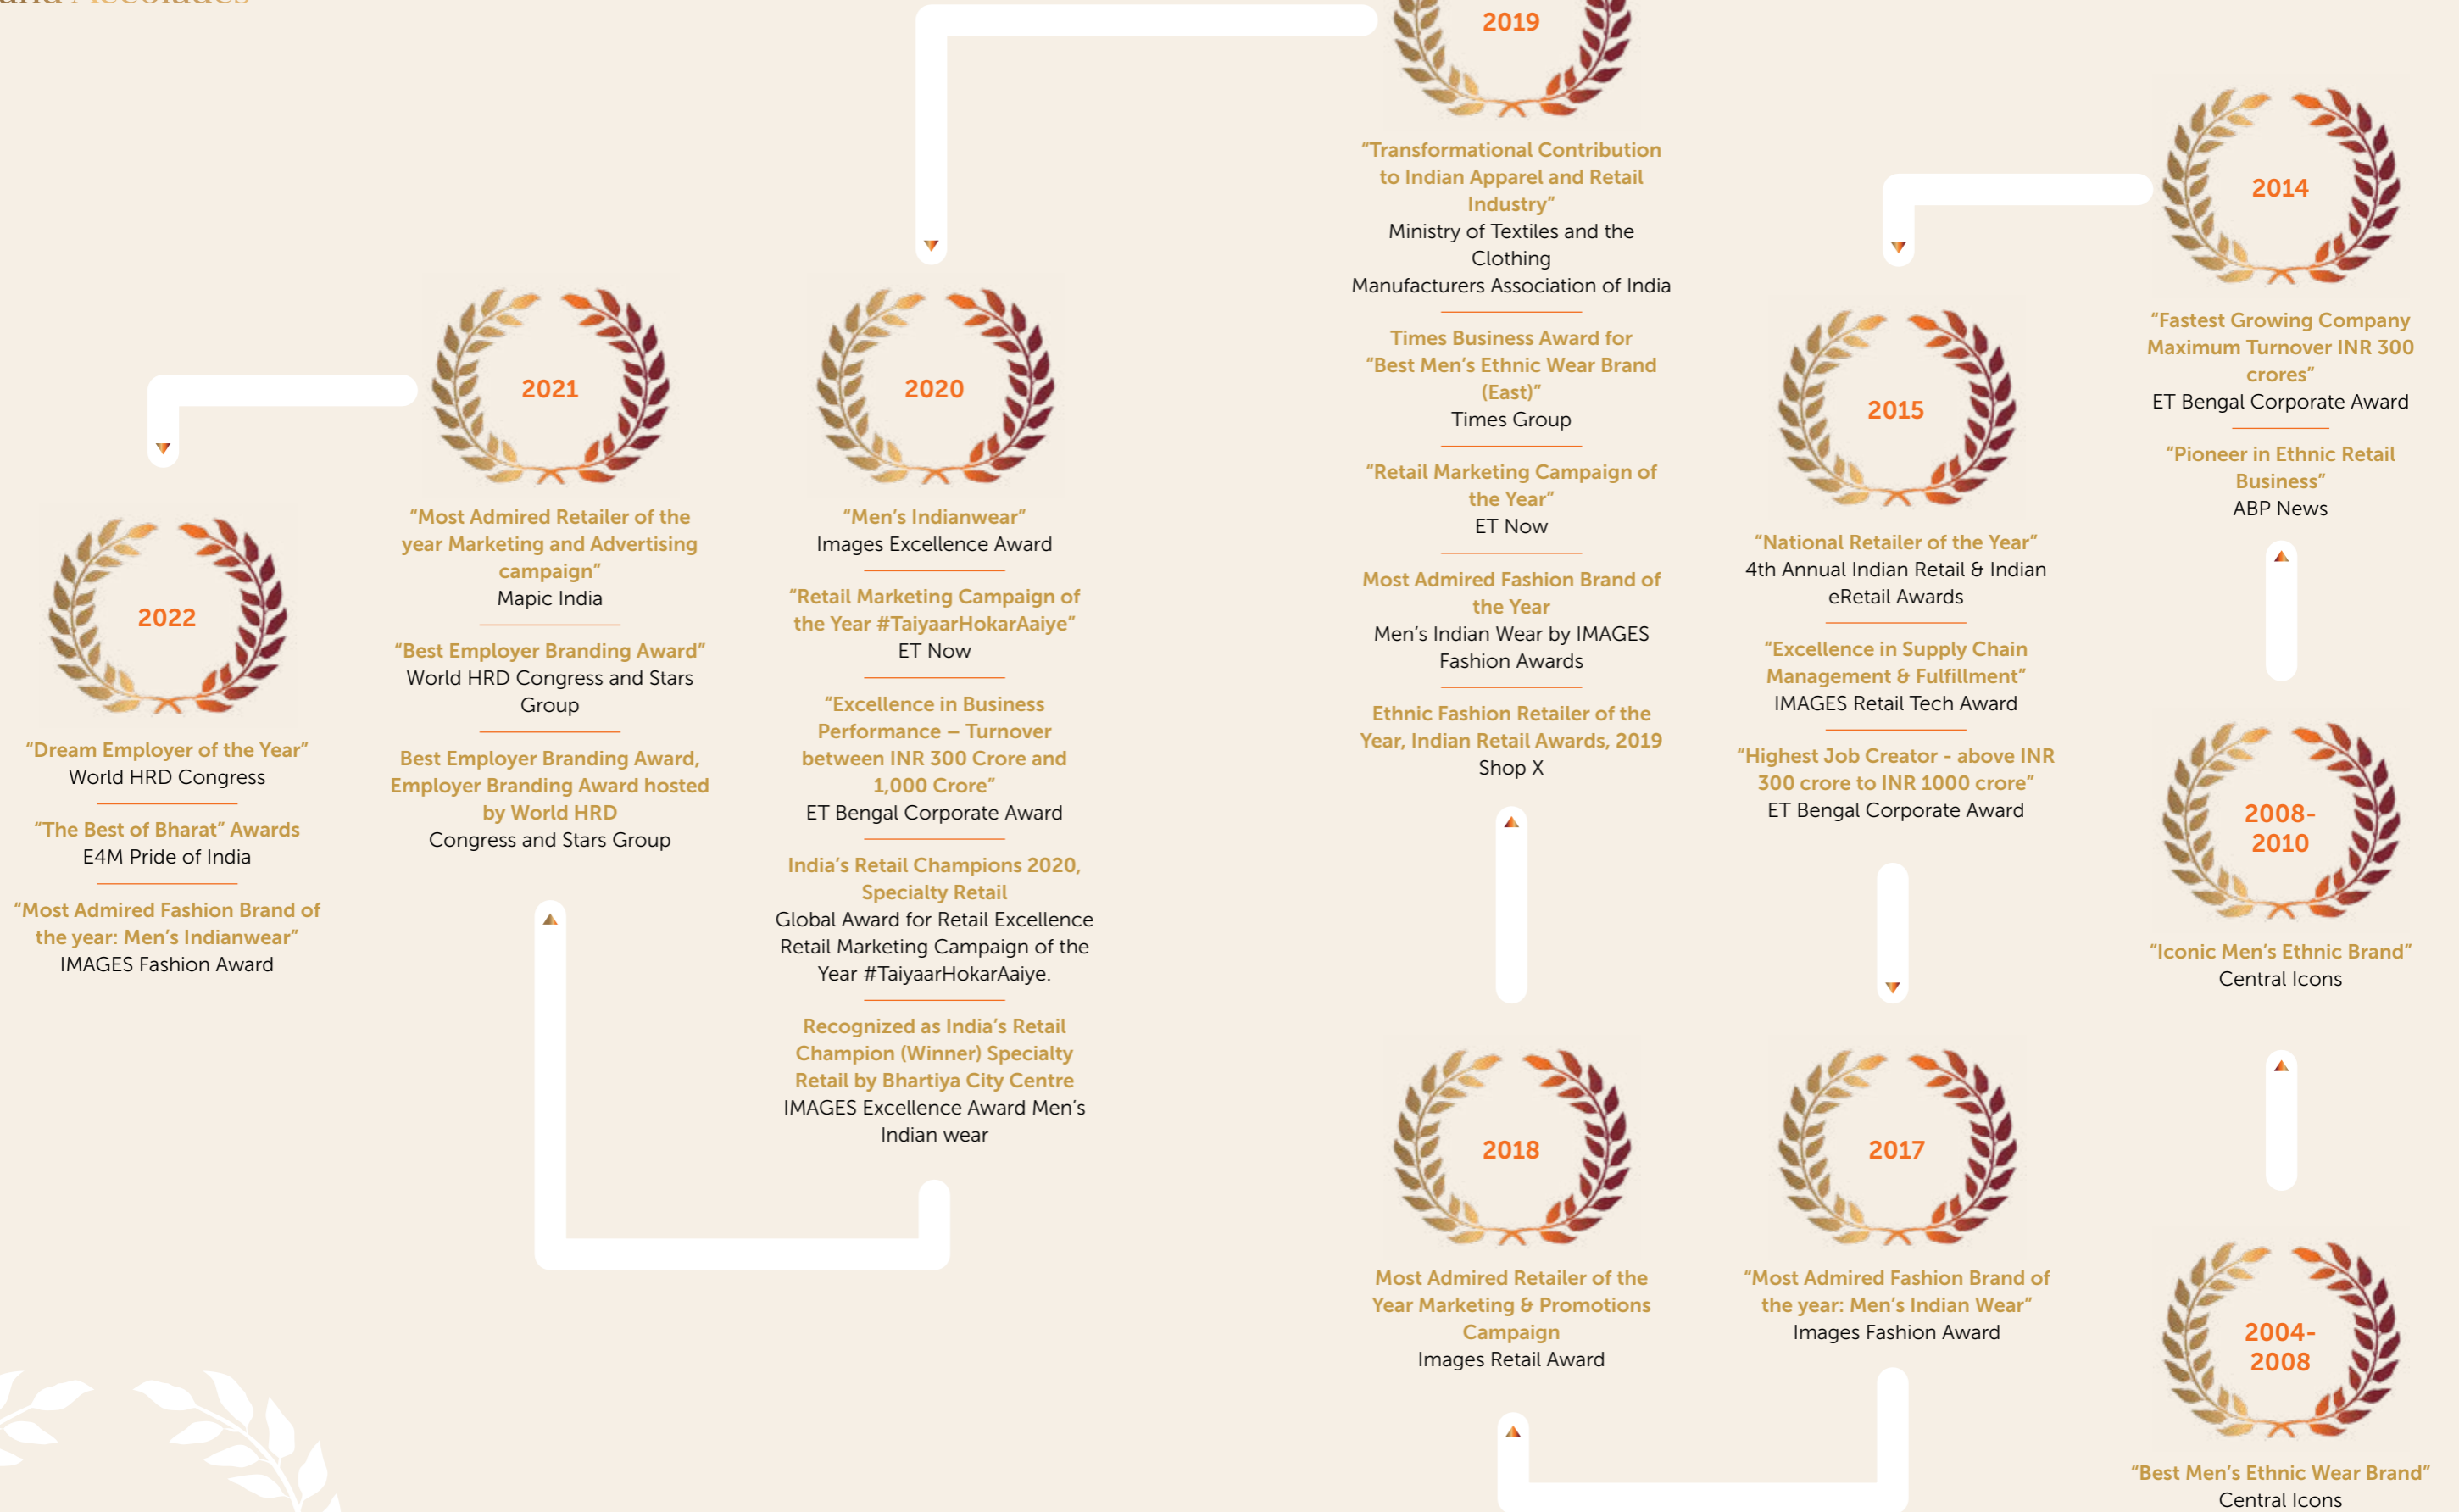 and Accolades
2022
“Dream Employer of the Year”
World HRD Congress
“The Best of Bharat” Awards
E4M Pride of India
“Most Admired Fashion Brand of
the year: Men’s Indianwear”
IMAGES Fashion Award
2021
“Most Admired Retailer of the
year Marketing and Advertising
campaign”
Mapic India
“Best Employer Branding Award”
World HRD Congress and Stars
Group
Best Employer Branding Award,
Employer Branding Award hosted
by World HRD
Congress and Stars Group
2020
“Men’s Indianwear”
Images Excellence Award
“Retail Marketing Campaign of
the Year #TaiyaarHokarAaiye”
ET Now
“Excellence in Business
Performance – Turnover
between INR 300 Crore and
1,000 Crore”
ET Bengal Corporate Award
India’s Retail Champions 2020,
Specialty Retail
Global Award for Retail Excellence
Retail Marketing Campaign of the
Year #TaiyaarHokarAaiye.
Recognized as India’s Retail
Champion (Winner) Specialty
Retail by Bhartiya City Centre
IMAGES Excellence Award Men’s
Indian wear
2019
“Transformational Contribution
to Indian Apparel and Retail
Industry”
Ministry of Textiles and the
Clothing
Manufacturers Association of India
Times Business Award for
“Best Men’s Ethnic Wear Brand
(East)”
Times Group
“Retail Marketing Campaign of
the Year”
ET Now
Most Admired Fashion Brand of
the Year
Men’s Indian Wear by IMAGES
Fashion Awards
Ethnic Fashion Retailer of the
Year, Indian Retail Awards, 2019
Shop X
2018
Most Admired Retailer of the
Year Marketing & Promotions
Campaign
Images Retail Award
2015
“National Retailer of the Year”
4th Annual Indian Retail & Indian
eRetail Awards
“Excellence in Supply Chain
Management & Fulfillment”
IMAGES Retail Tech Award
“Highest Job Creator - above INR
300 crore to INR 1000 crore”
ET Bengal Corporate Award
2017
“Most Admired Fashion Brand of
the year: Men’s Indian Wear”
Images Fashion Award
2014
“Fastest Growing Company
Maximum Turnover INR 300
crores”
ET Bengal Corporate Award
“Pioneer in Ethnic Retail
Business”
ABP News
2008-
2010
“Iconic Men’s Ethnic Brand”
Central Icons
2004-
2008
“Best Men’s Ethnic Wear Brand”
Central Icons